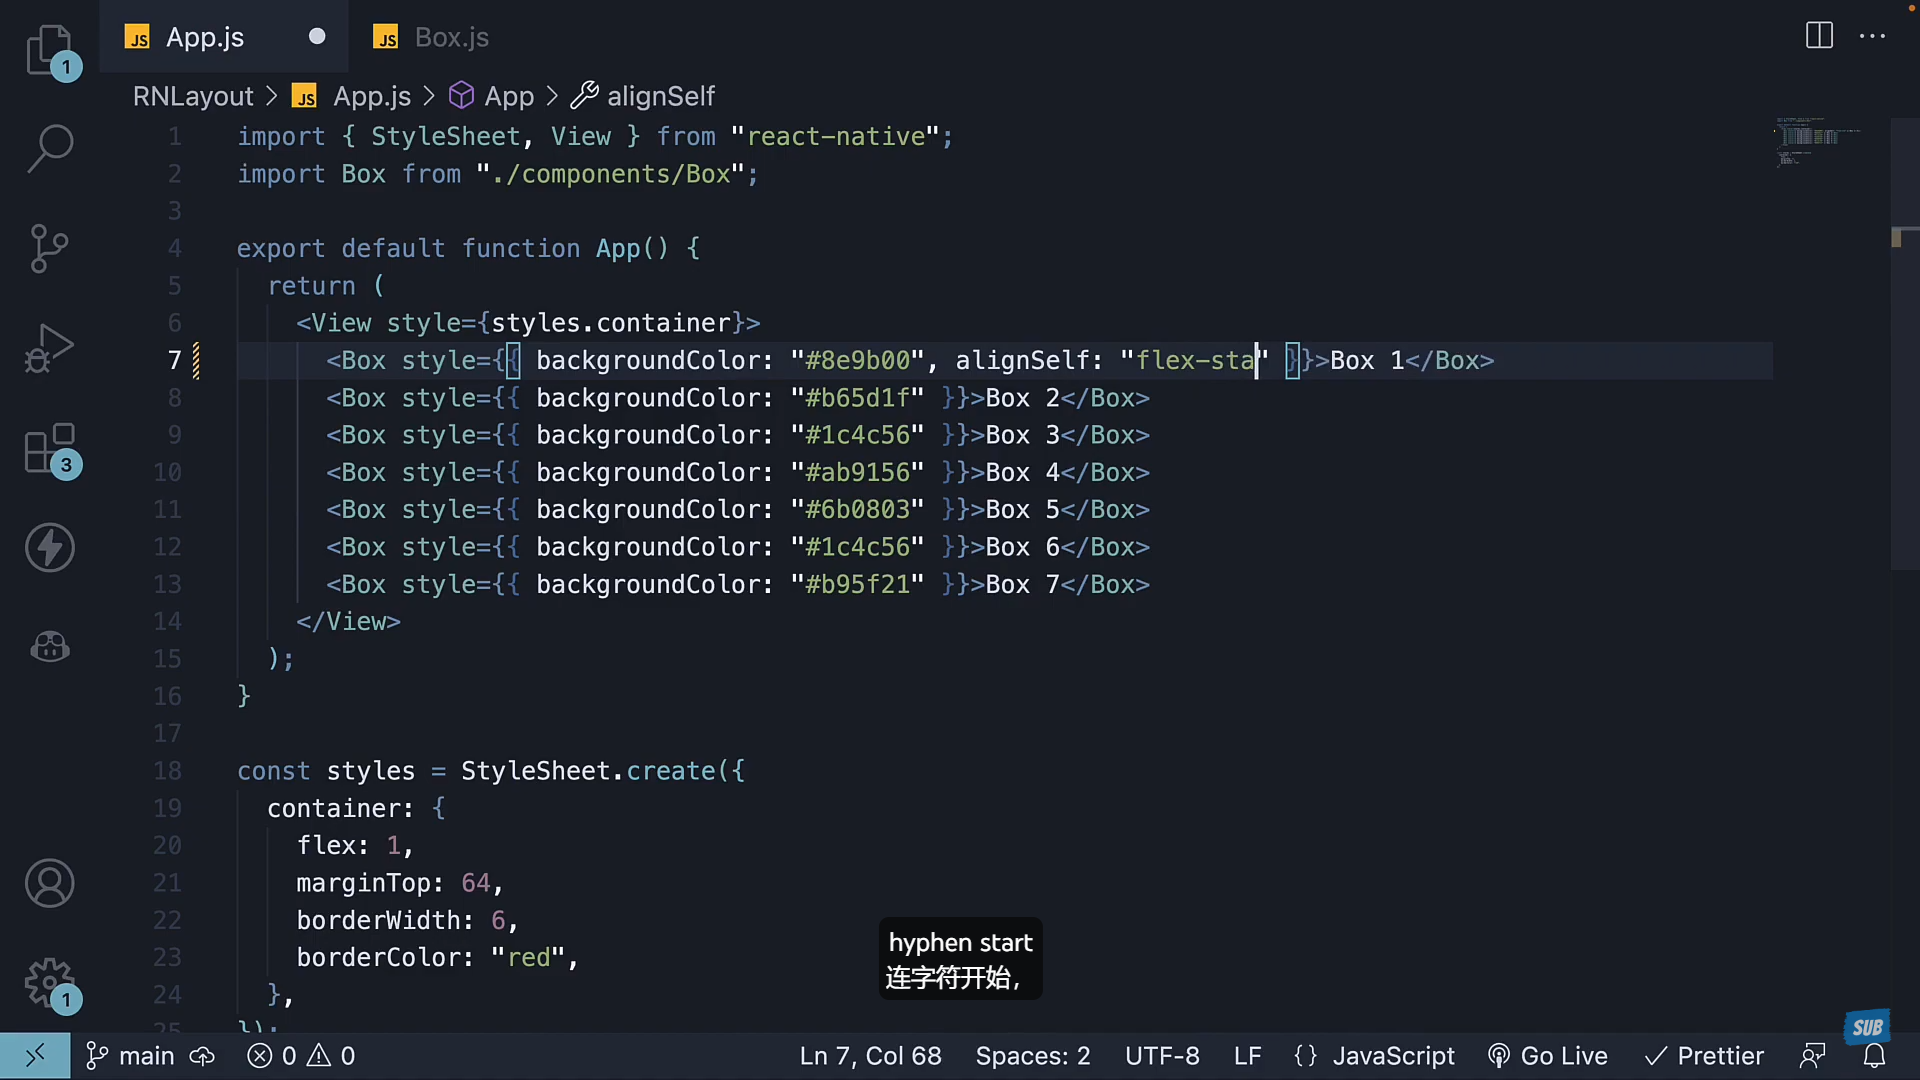 App.js
Box.js
1
RNLayout > App.js > App > alignSelf
1 import { StyleSheet, View } from "react-native";
2 import Box from "./components/Box";
3
4 export default function App() {
5 return (
6 <View style={styles.container}>
7 <Box style={{ backgroundColor: "#8e9b00", alignSelf: "flex-sta" }}>Box 1</Box>
8 <Box style={{ backgroundColor: "#b65d1f" }}>Box 2</Box>
9 <Box style={{ backgroundColor: "#1c4c56" }}>Box 3</Box>
10 <Box style={{ backgroundColor: "#ab9156" }}>Box 4</Box>
3
11 <Box style={{ backgroundColor: "#6b0803" }}>Box 5</Box>
12 <Box style={{ backgroundColor: "#1c4c56" }}>Box 6</Box>
13 <Box style={{ backgroundColor: "#b95f21" }}>Box 7</Box>
14 </View>
15 );
16 }
17
18 const styles = StyleSheet.create({
19 container: {
20 flex: 1,
21 marginTop: 64,
22 borderWidth: 6,
23 borderColor: "red",
24 },
25 });
1
hyphen start
连字符开始,
SUB
main 0 0 Ln 7, Col 68 Spaces: 2 UTF-8 LF {} JavaScript Go Live Prettier